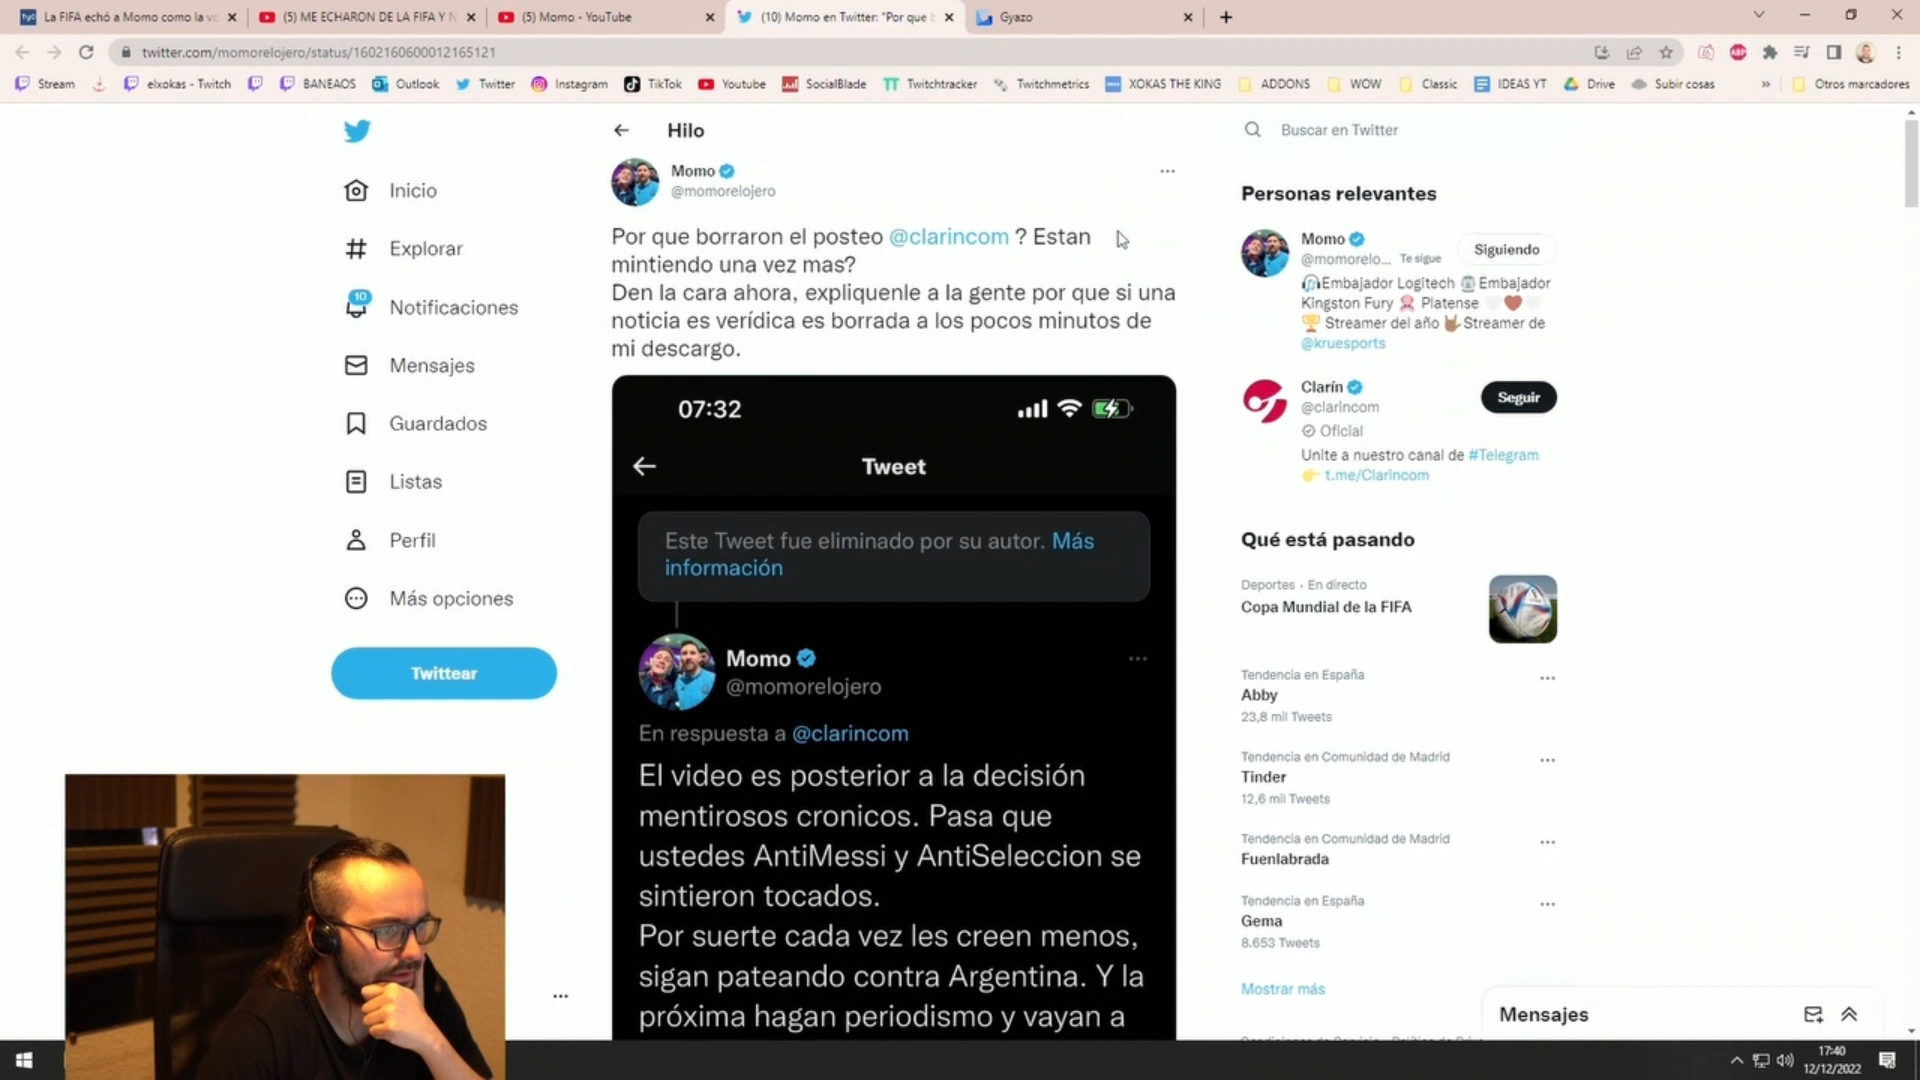 La FIFA echó a Momo como la vo
(5) ME ECHARON DE LA FIFA Y N
(5) Momo - YouTube
(10) Momo en Twitter: "Por que b
Gyazo
twitter.com/momorelojero/status/1602160600012165121
Stream
elxokas - Twitch
BANEAOS
Outlook
Twitter
Instagram
TikTok
Youtube
SocialBlade
Twitchtracker
Twitchmetrics
XOKAS THE KING
ADDONS
WOW
Classic
IDEAS YT
Drive
Subir cosas
»
Otros marcadores
Inicio
Explorar
10
Notificaciones
Mensajes
Guardados
Listas
Perfil
Más opciones
Twittear
Hilo
Momo
@momorelojero
Por que borraron el posteo @clarincom ? Estan
mintiendo una vez mas?
Den la cara ahora, expliquenle a la gente por que si una
noticia es verídica es borrada a los pocos minutos de
mi descargo.
07:32
Tweet
Este Tweet fue eliminado por su autor. Más
información
Momo
@momorelojero
En respuesta a @clarincom
El video es posterior a la decisión
mentirosos cronicos. Pasa que
ustedes AntiMessi y AntiSeleccion se
sintieron tocados.
Por suerte cada vez les creen menos,
sigan pateando contra Argentina. Y la
próxima hagan periodismo y vayan a
Buscar en Twitter
Personas relevantes
Momo
@momorelo... Te sigue
Siguiendo
Embajador Logitech Embajador
Kingston Fury Platense
Streamer del año Streamer de
@kruesports
Clarín
@clarincom
Oficial
Seguir
Unite a nuestro canal de #Telegram
t.me/Clarincom
Qué está pasando
Deportes · En directo
Copa Mundial de la FIFA
Tendencia en España
Abby
23,8 mil Tweets
Tendencia en Comunidad de Madrid
Tinder
12,6 mil Tweets
Tendencia en Comunidad de Madrid
Fuenlabrada
Tendencia en España
Gema
8.653 Tweets
Mostrar más
Mensajes
17:40
12/12/2022